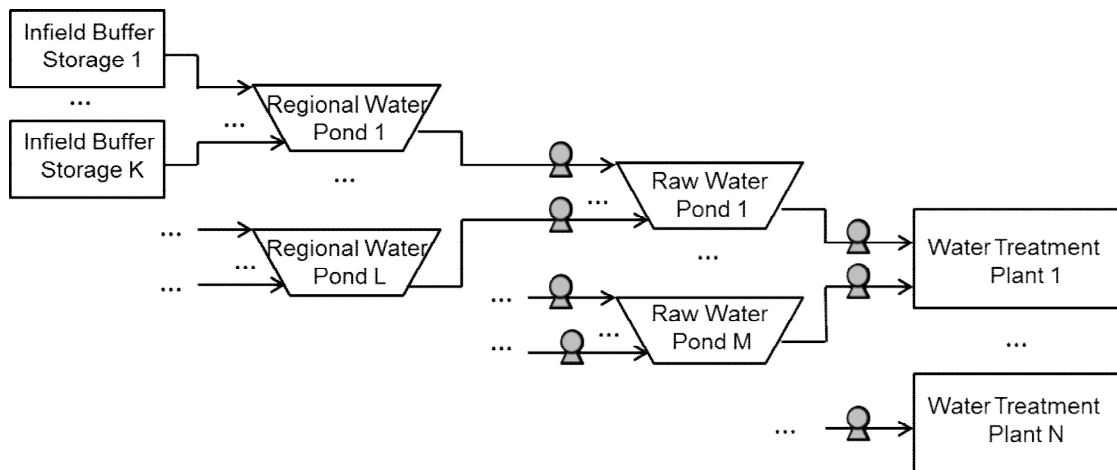 Infield Buffer
Storage 1
...
Infield Buffer
Storage K
...
Regional Water
Pond 1
...
...
...
...
Regional Water
Pond L
...
Raw Water
Pond 1
...
...
...
...
Raw Water
Pond M
Water Treatment
Plant 1
...
...
Water Treatment
Plant N